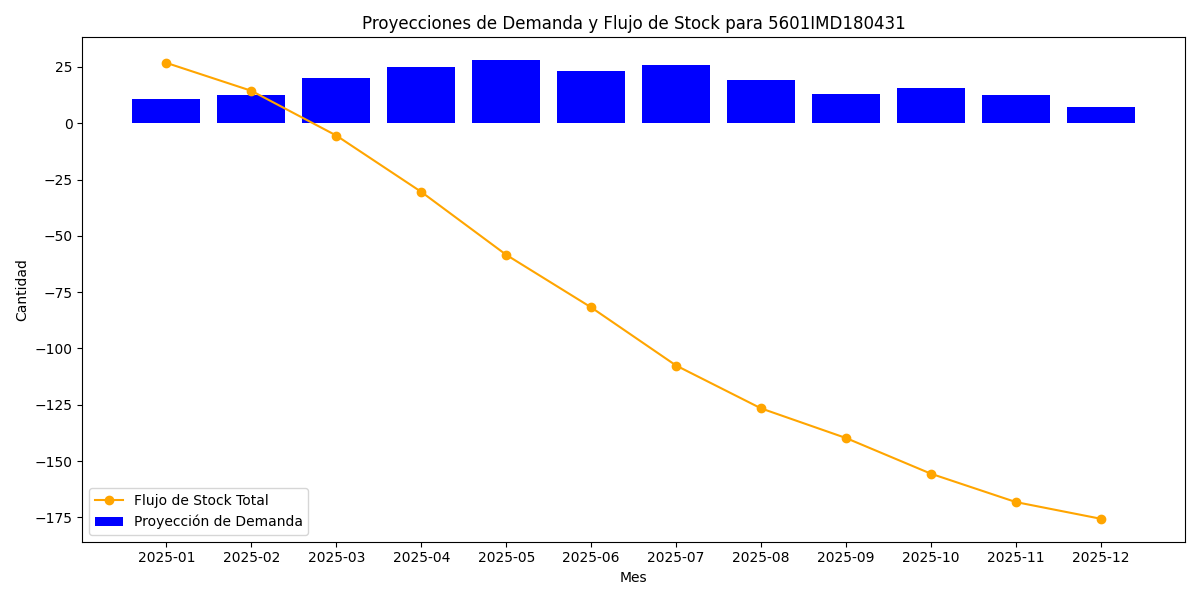 Proyecciones de Demanda y Flujo de Stock para 5601IMD180431
Cantidad
25
0
−25
−50
−75
−100
−125
−150
−175
Flujo de Stock Total
Proyección de Demanda
2025-01 2025-02 2025-03 2025-04 2025-05 2025-06 2025-07 2025-08 2025-09 2025-10 2025-11 2025-12
Mes